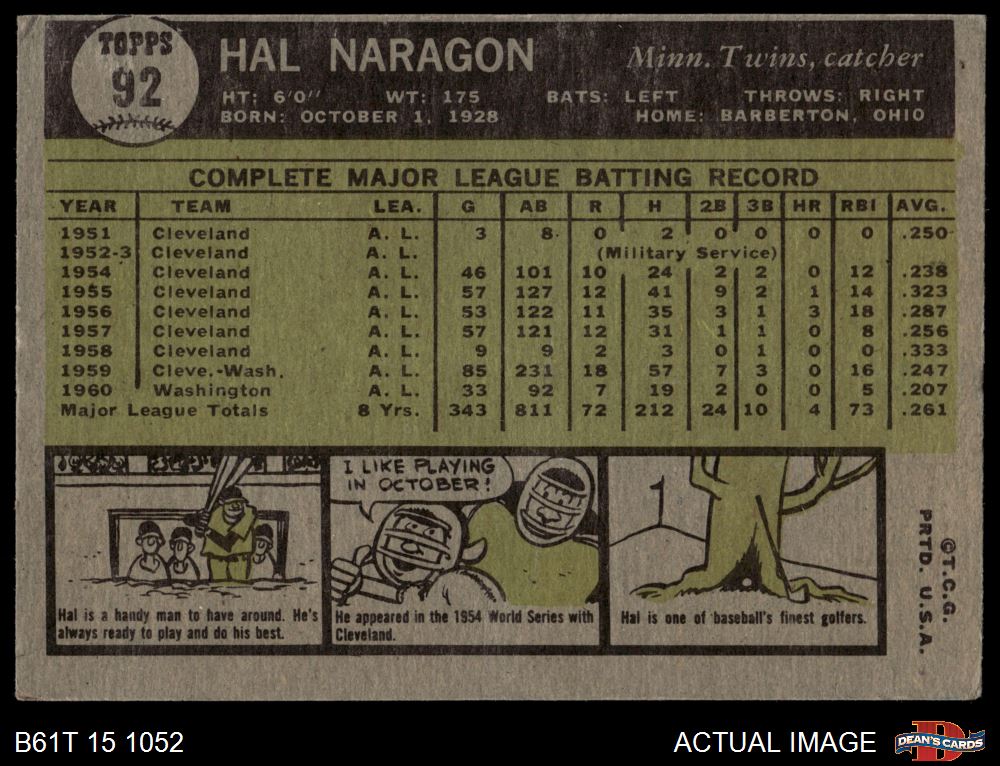 TOPPS
92
HAL NARAGON
Minn. Twins, catcher
HT: 6'0" WT: 175 BATS: LEFT THROWS: RIGHT
BORN: OCTOBER 1, 1928 HOME: BARBERTON, OHIO
COMPLETE MAJOR LEAGUE BATTING RECORD
YEAR TEAM LEA. G AB R H 2B 3B HR RBI AVG.
1951 Cleveland A. L. 3 8 0 2 0 0 0 0 .250
1952-3 Cleveland A. L. (Military Service)
1954 Cleveland A. L. 46 101 10 24 2 2 0 12 .238
1955 Cleveland A. L. 57 127 12 41 9 2 1 14 .323
1956 Cleveland A. L. 53 122 11 35 3 1 3 18 .287
1957 Cleveland A. L. 57 121 12 31 1 1 0 8 .256
1958 Cleveland A. L. 9 9 2 3 0 1 0 0 .333
1959 Cleve.-Wash. A. L. 85 231 18 57 7 3 0 16 .247
1960 Washington A. L. 33 92 7 19 2 0 0 5 .207
Major League Totals 8 Yrs. 343 811 72 212 24 10 4 73 .261
Hal is a handy man to have around. He's
always ready to play and do his best.
I LIKE PLAYING
IN OCTOBER!
He appeared in the 1954 World Series with
Cleveland.
1
Hal is one of baseball's finest golfers.
©T.C.G.
PRTD. U.S.A.
B61T 15 1052
ACTUAL IMAGE
DEAN'S CARDS